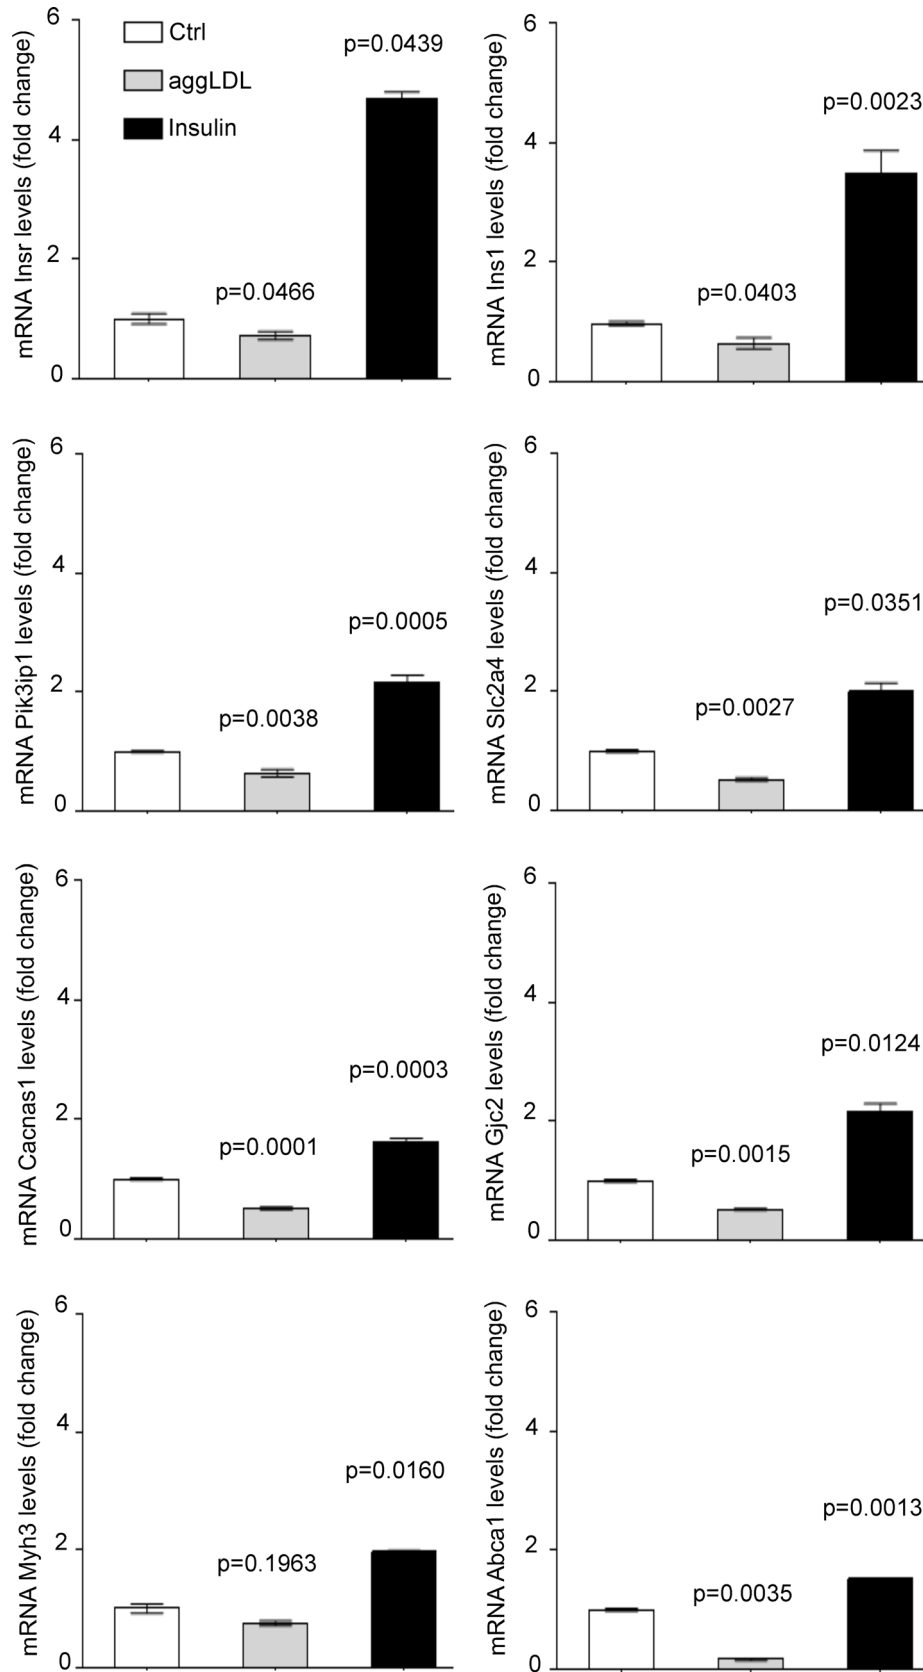 mRNA Insr levels (fold change)
6
4
2
0
Ctrl
aggLDL
Insulin
p=0.0466
p=0.0439
mRNA Ins1 levels (fold change)
6
4
2
0
p=0.0403
p=0.0023
mRNA Pik3ip1 levels (fold change)
6
4
2
0
p=0.0038
p=0.0005
mRNA Slc2a4 levels (fold change)
6
4
2
0
p=0.0027
p=0.0351
mRNA Cacnas1 levels (fold change)
6
4
2
0
p=0.0001
p=0.0003
mRNA Gjc2 levels (fold change)
6
4
2
0
p=0.0015
p=0.0124
mRNA Myh3 levels (fold change)
6
4
2
0
p=0.1963
p=0.0160
mRNA Abca1 levels (fold change)
6
4
2
0
p=0.0035
p=0.0013